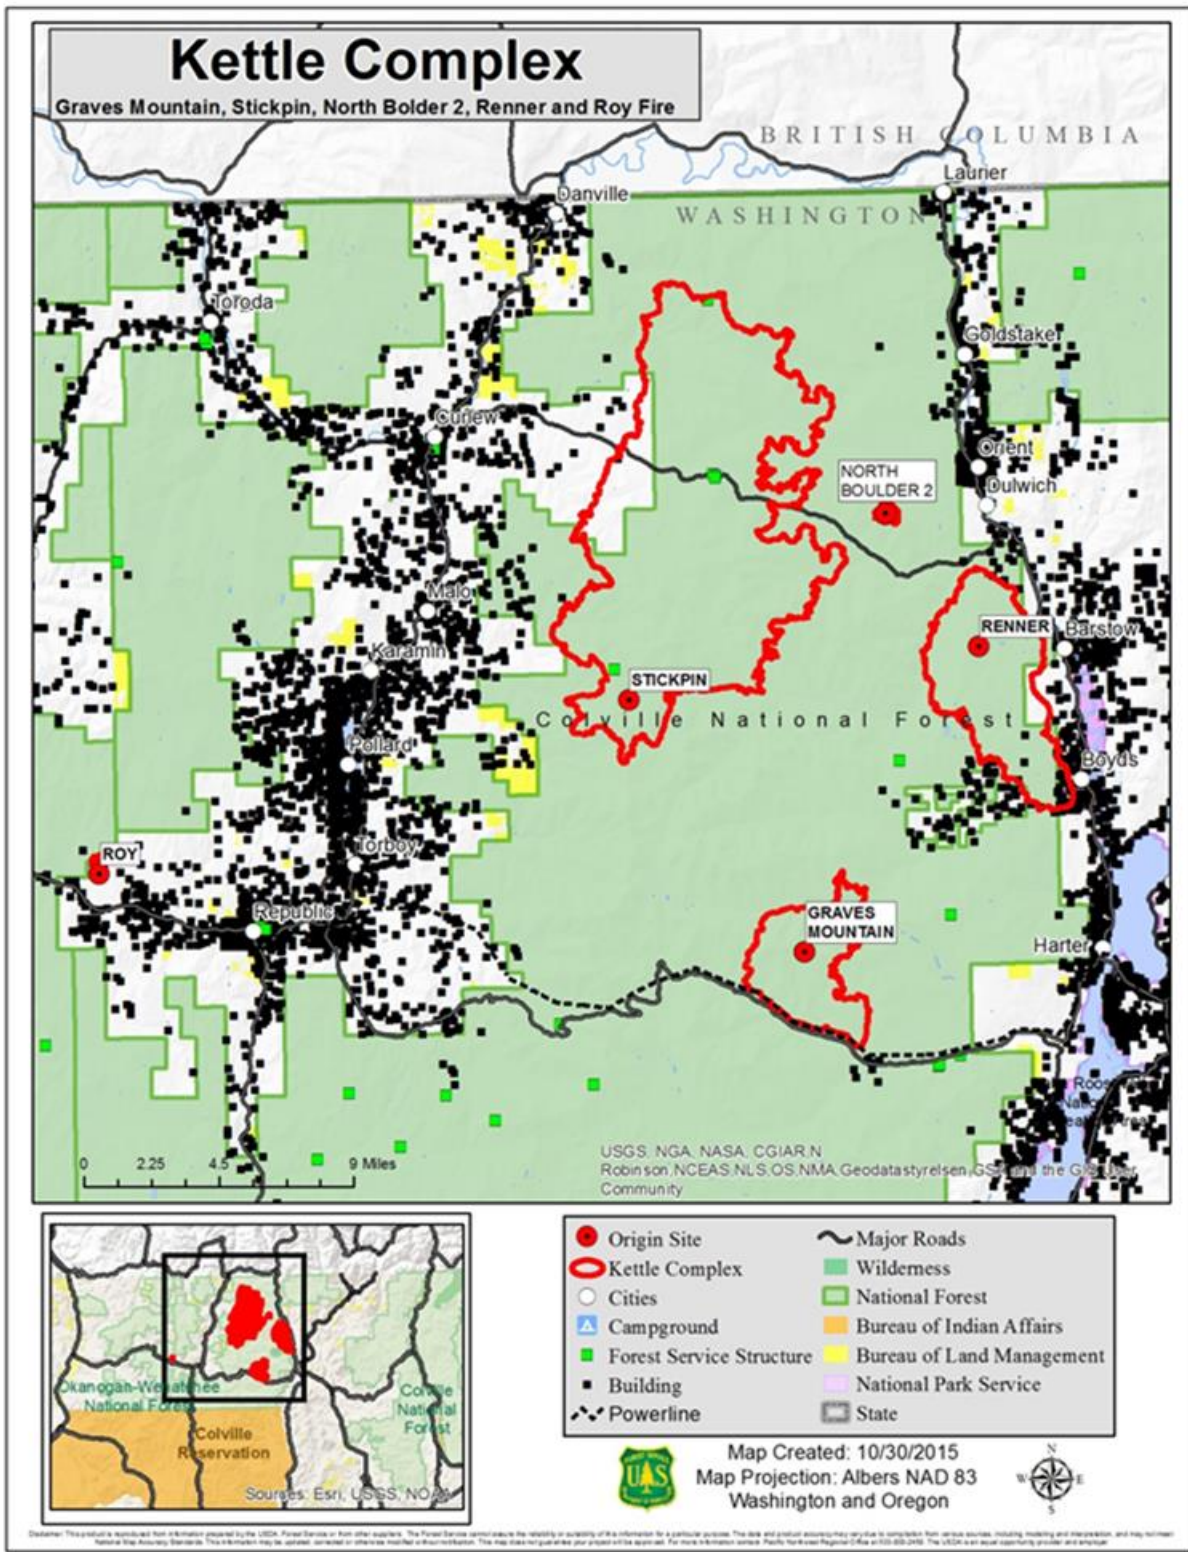 Kettle Complex
Graves Mountain, Stickpin, North Bolder 2, Renner and Roy Fire
BRITISH COLUMBIA
Laurier
Danville
WASHINGTON
Toroda
Goldstake
Curlew
Orient
NORTH
BOULDER 2
Dulwich
Malo
RENNER
Barstow
Karamin
STICKPIN
Colville National Forest
Pollard
Boyds
Torboy
ROY
Republic
GRAVES
MOUNTAIN
Harter
USGS, NGA, NASA, CGIAR,N
Robinson,NCEAS,NLS,OS,NMA,Geodatastyrelsen,GSA and the GIS User
Community
0 2.25 4.5 9 Miles
Okanogan-Wenatchee
National Forest
Colville
National
Forest
Colville
Reservation
Sources: Esri, USGS, NOAA
Origin Site
Kettle Complex
Cities
Campground
Forest Service Structure
Building
Powerline
Major Roads
Wilderness
National Forest
Bureau of Indian Affairs
Bureau of Land Management
National Park Service
State
FOREST SERVICE
US
Map Created: 10/30/2015
Map Projection: Albers NAD 83
Washington and Oregon
N
W E
S